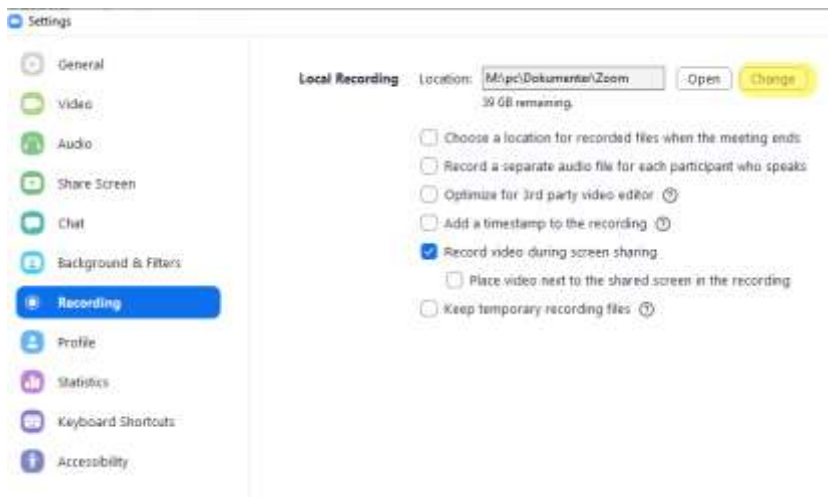 Settings
General
Video
Audio
Share Screen
Chat
Background & Filters
Recording
Profile
Statistics
Keyboard Shortcuts
Accessibility
Local Recording Location: M:\pc\Dokumenter\Zoom Open Change
39 GB remaining.
Choose a location for recorded files when the meeting ends
Record a separate audio file for each participant who speaks
Optimize for 3rd party video editor
Add a timestamp to the recording
Record video during screen sharing
Place video next to the shared screen in the recording
Keep temporary recording files